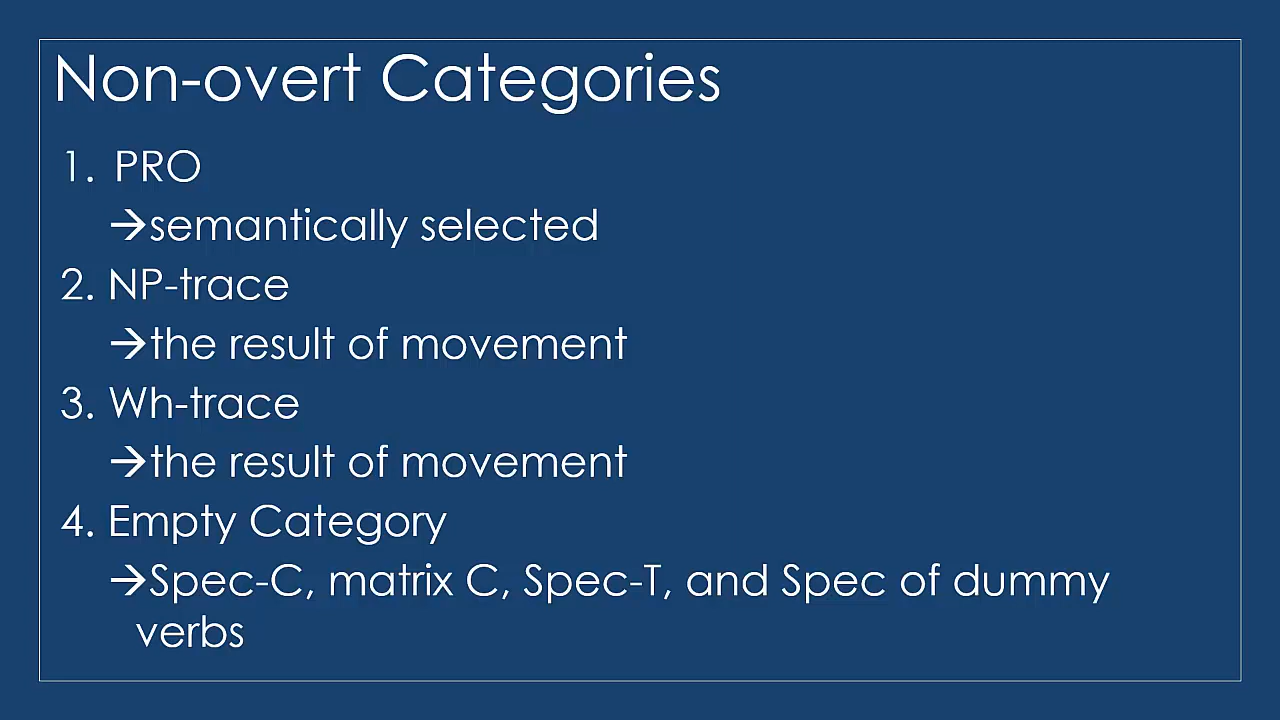 Non-overt Categories
1. PRO
→semantically selected
2. NP-trace
→the result of movement
3. Wh-trace
→the result of movement
4. Empty Category
→Spec-C, matrix C, Spec-T, and Spec of dummy
verbs